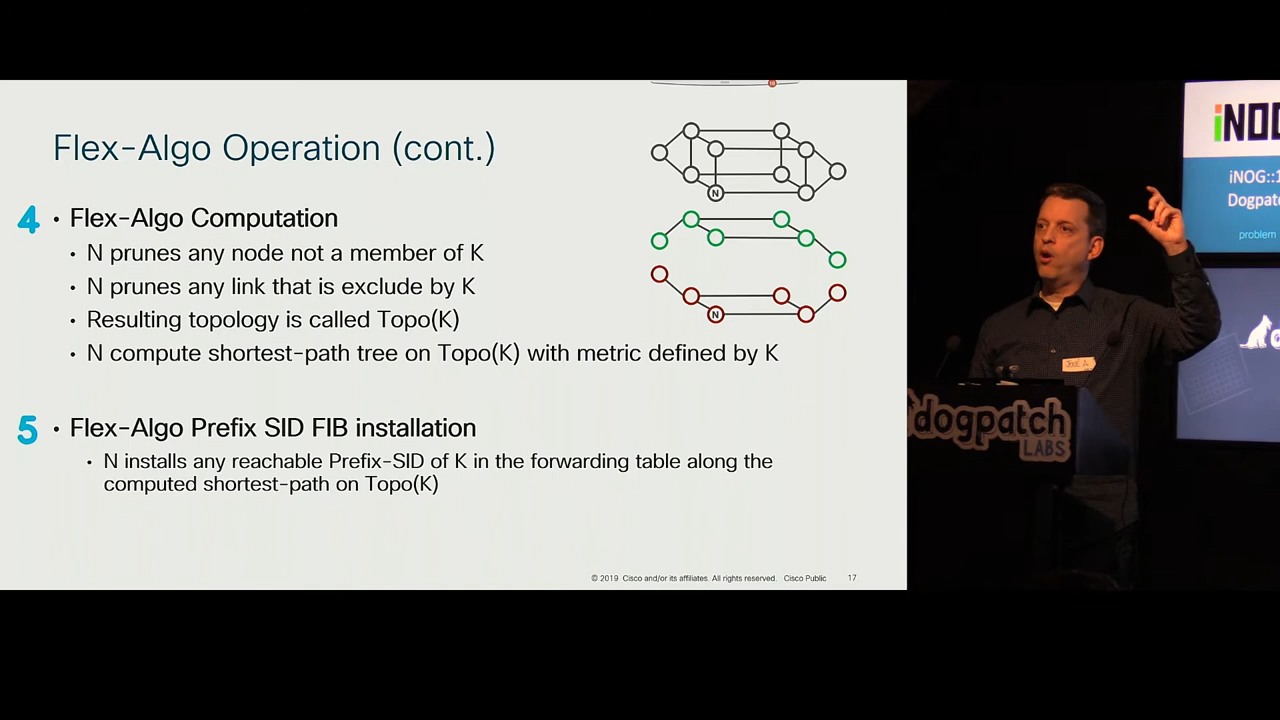 Flex-Algo Operation (cont.)
4 • Flex-Algo Computation
• N prunes any node not a member of K
• N prunes any link that is exclude by K
• Resulting topology is called Topo(K)
• N compute shortest-path tree on Topo(K) with metric defined by K
5 • Flex-Algo Prefix SID FIB installation
• N installs any reachable Prefix-SID of K in the forwarding table along the
computed shortest-path on Topo(K)
N
N
© 2019 Cisco and/or its affiliates. All rights reserved. Cisco Public 17
iNO
iNOG::1
Dogpat
problem
dogpatch
LABS